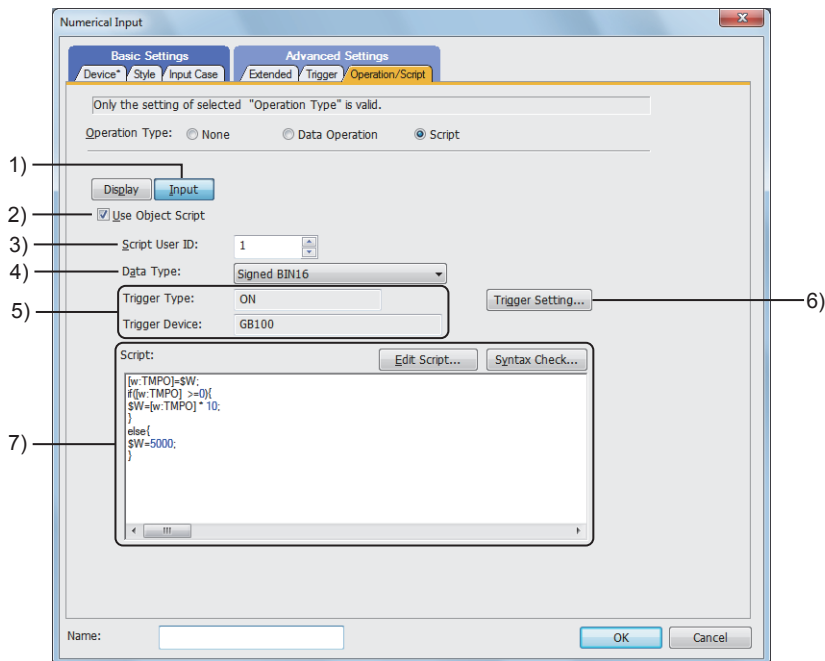 Numerical Input
x
Basic Settings
Advanced Settings
Device* Style Input Case Extended Trigger Operation/Script
Only the setting of selected "Operation Type" is valid.
Operation Type: None Data Operation Script
1)
Display Input
2)
Use Object Script
3)
Script User ID: 1
4)
Data Type: Signed BIN16
5)
Trigger Type: ON
Trigger Setting...
6)
Trigger Device: GB100
Script:
Edit Script... Syntax Check...
7)
[w:TMPO]=$W;
if([w:TMPO] >=0){
$W=[w:TMPO] * 10;
}
else{
$W=5000;
}
Name:
OK
Cancel